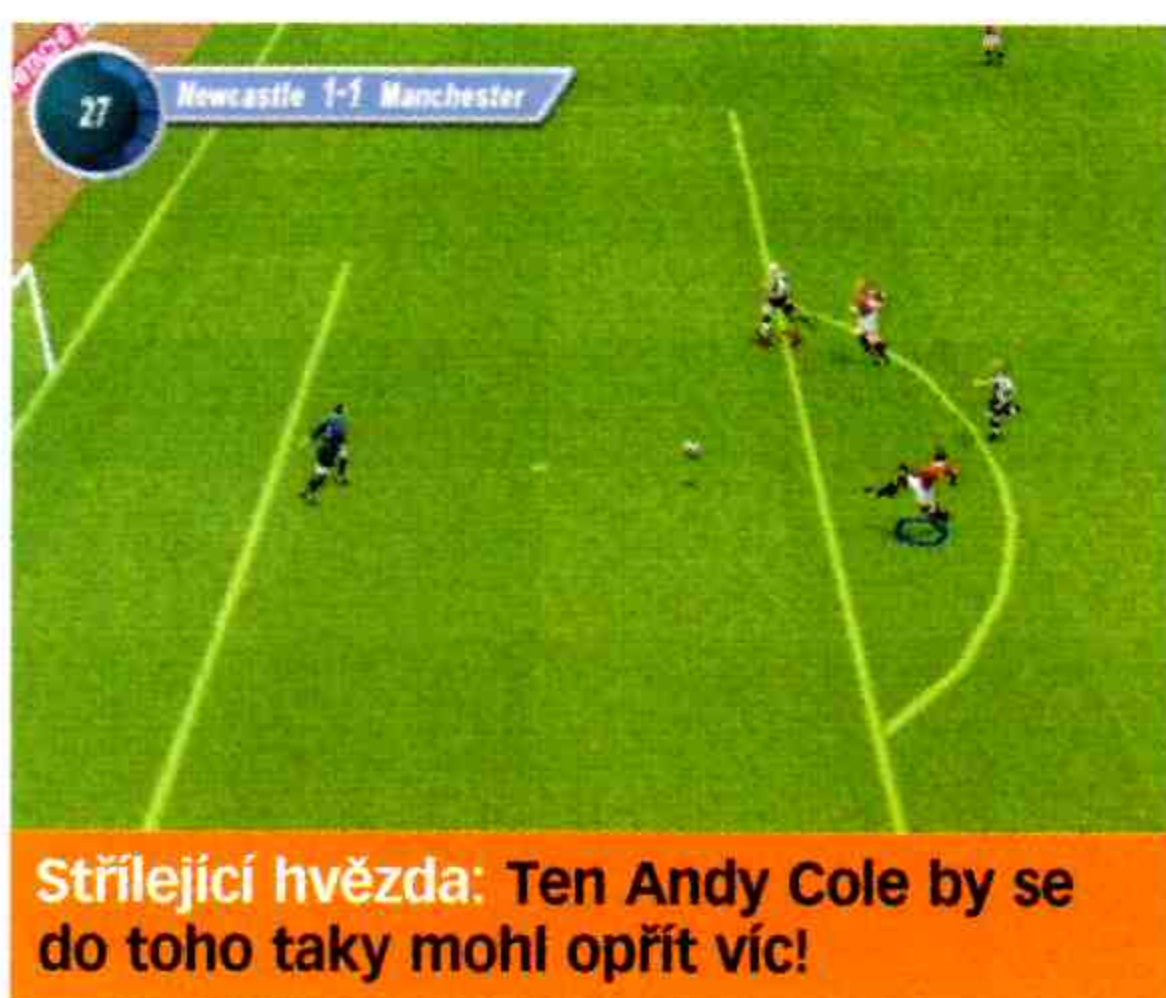 27
Newcastle 1-1 Manchester
Střílející hvězda: Ten Andy Cole by se
do toho taky mohl opřít víc!